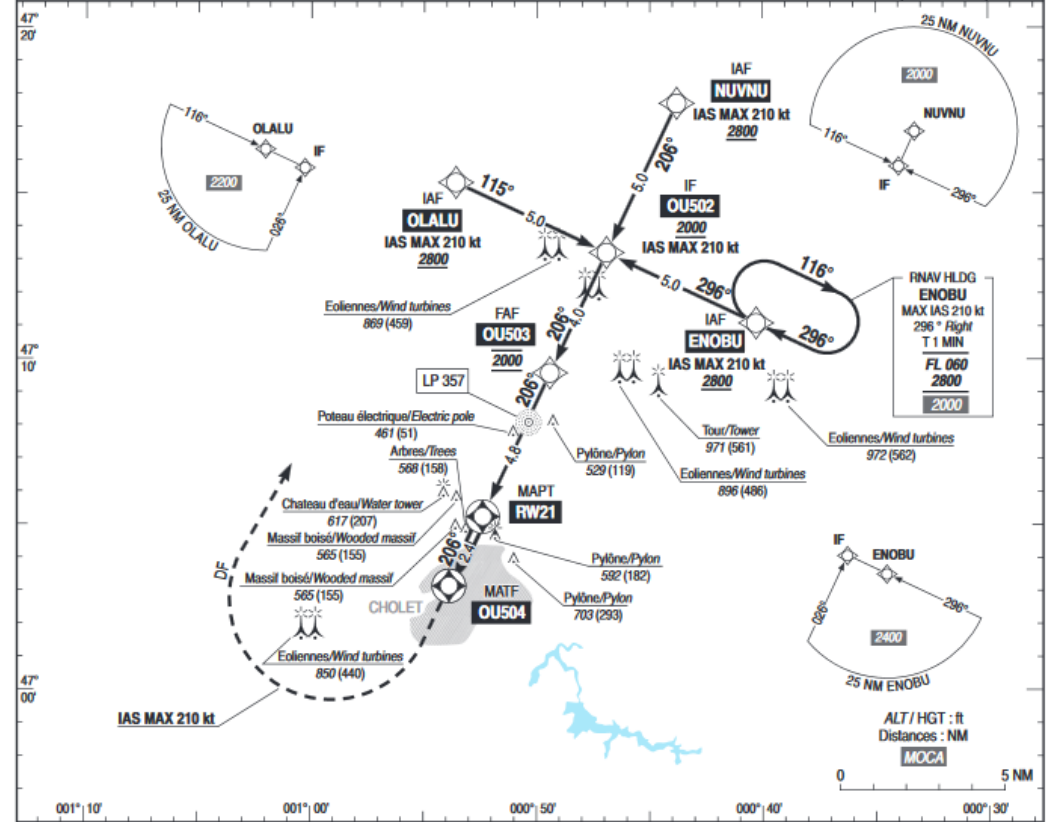 47°
20'
25 NM NUVNU
2000
NUVNU
116°
IF
296°
116°
OLALU
IF
2200
026°
25 NM OLALU
IAF
NUVNU
IAS MAX 210 kt
2800
206°
5.0
IAF
OLALU
IAS MAX 210 kt
2800
115°
5.0
IF
OU502
2000
IAS MAX 210 kt
296°
5.0
116°
296°
IAF
ENOBU
IAS MAX 210 kt
2800
RNAV HLDG
ENOBU
MAX IAS 210 kt
296 ° Right
T 1 MIN
FL 060
2800
2000
Eoliennes/Wind turbines
869 (459)
206°
4.0
47°
10'
FAF
OU503
2000
LP 357
206°
4.8
Poteau électrique/Electric pole
461 (51)
Arbres/Trees
568 (158)
Pylône/Pylon
529 (119)
Tour/Tower
971 (561)
Eoliennes/Wind turbines
972 (562)
Eoliennes/Wind turbines
896 (486)
Chateau d'eau/Water tower
617 (207)
Massif boisé/Wooded massif
565 (155)
Massif boisé/Wooded massif
565 (155)
MAPT
RW21
206°
2.4
Pylône/Pylon
592 (182)
Pylône/Pylon
703 (293)
MATF
OU504
CHOLET
DF
Eoliennes/Wind turbines
850 (440)
IAS MAX 210 kt
47°
00'
IF
ENOBU
026°
296°
2400
25 NM ENOBU
ALT / HGT : ft
Distances : NM
MOCA
0
5 NM
001° 10'
001° 00'
000° 50'
000° 40'
000° 30'